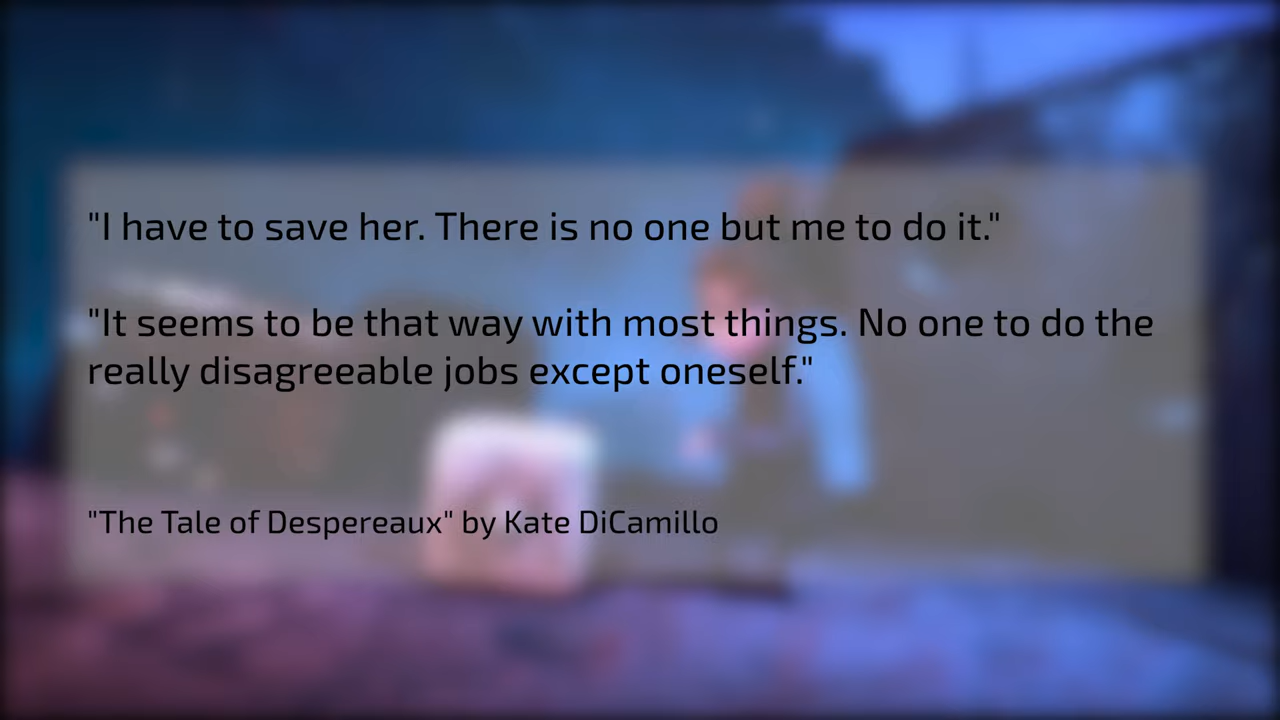 "I have to save her. There is no one but me to do it."
"It seems to be that way with most things. No one to do the
really disagreeable jobs except oneself."
"The Tale of Despereaux" by Kate DiCamillo